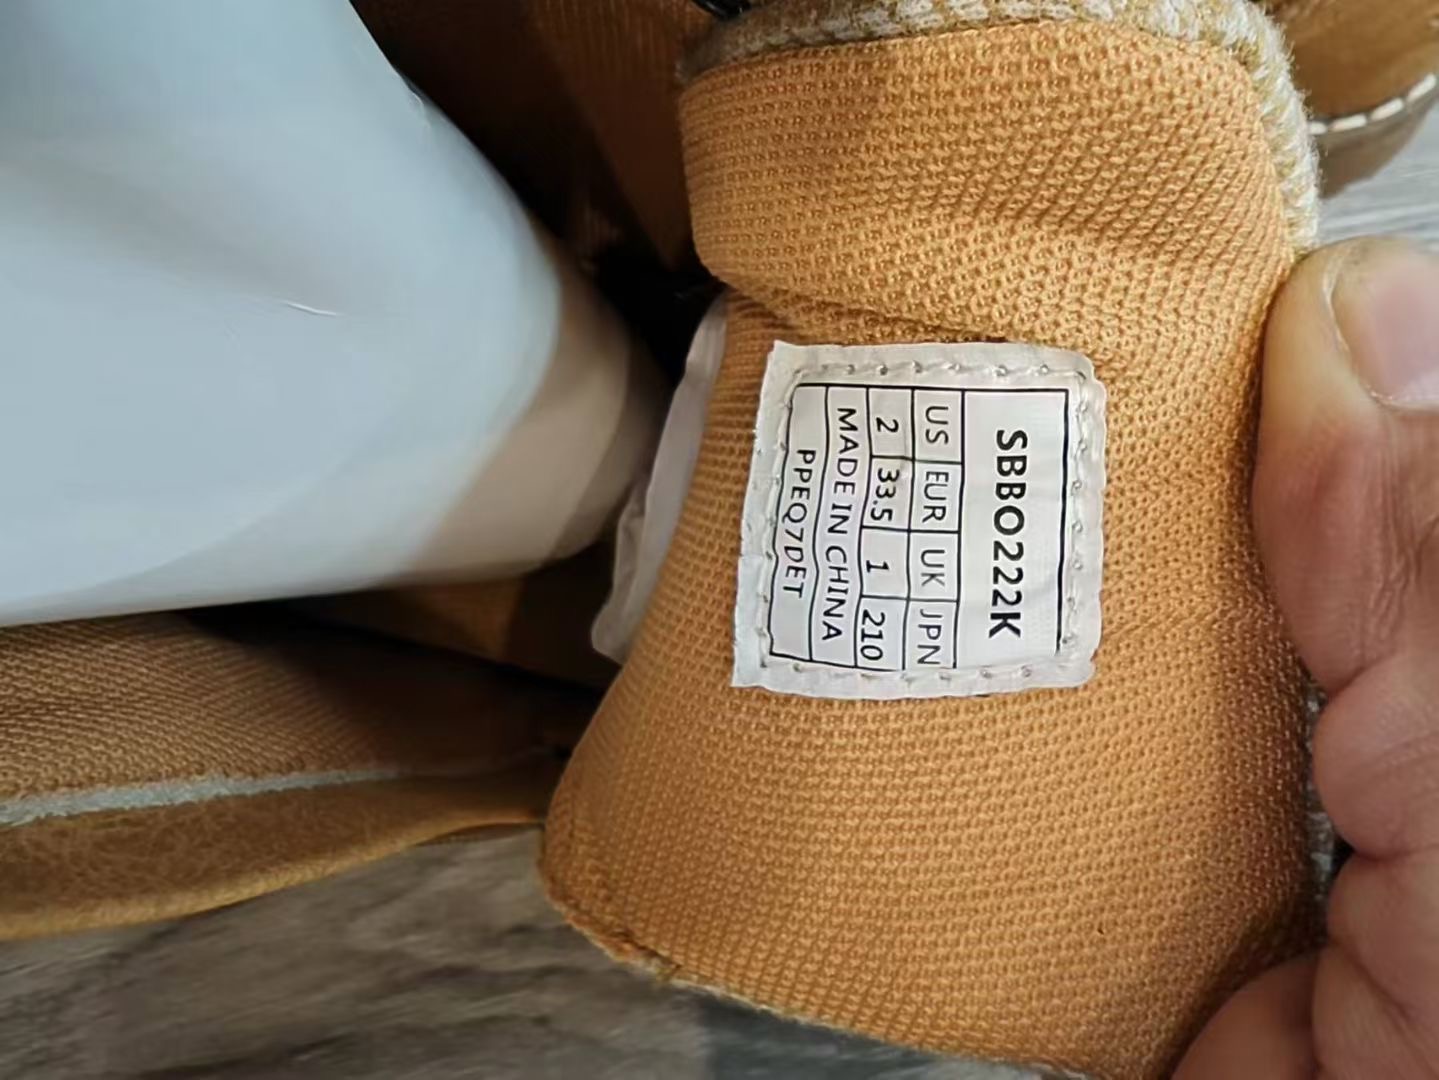 SBBO222K
US EUR UK JPN
2 33.5 1 210
MADE IN CHINA
PPEQ7DET